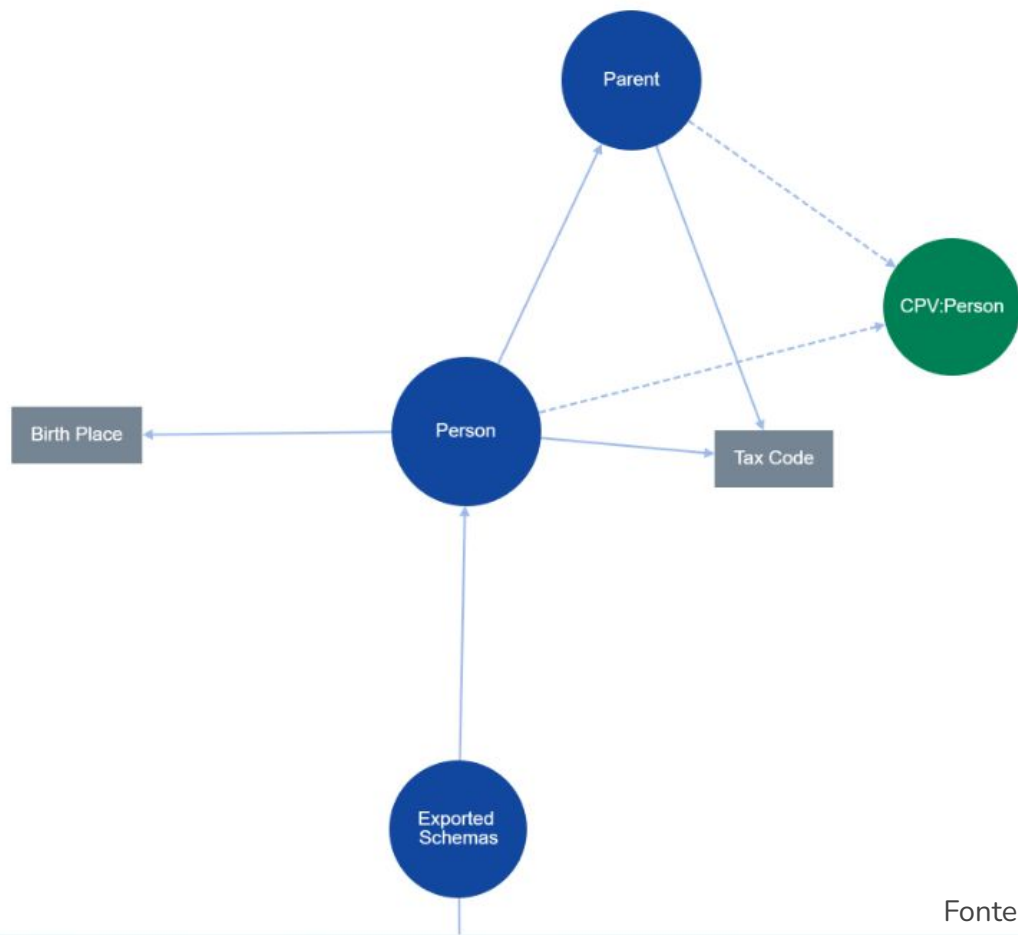 Parent
CPV:Person
Person
Birth Place
Tax Code
Exported
Schemas
Fonte